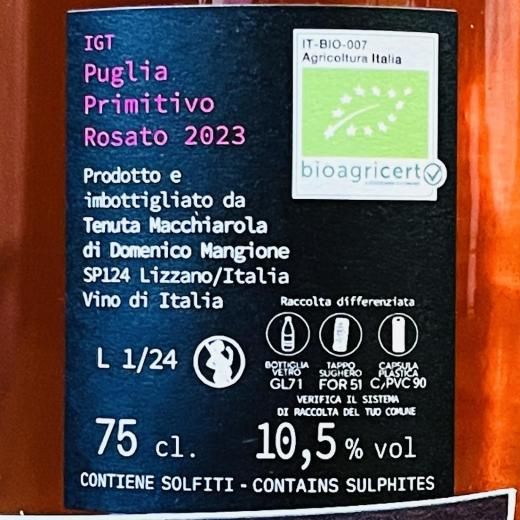 IGT
Puglia
Primitivo
Rosato 2023
IT-BIO-007
Agricoltura Italia
bioagricert
Prodotto e
imbottigliato da
Tenuta Macchiarola
di Domenico Mangione
SP124 Lizzano/Italia
Vino di Italia
Raccolta differenziata
BOTTIGLIA
VETRO
GL71
TAPPO
SUGHERO
FOR 51
CAPSULA
PLASTICA
C/PVC 90
VERIFICA IL SISTEMA
DI RACCOLTA DEL TUO COMUNE
L 1/24
75 cl.
10,5 % vol
CONTIENE SOLFITI - CONTAINS SULPHITES